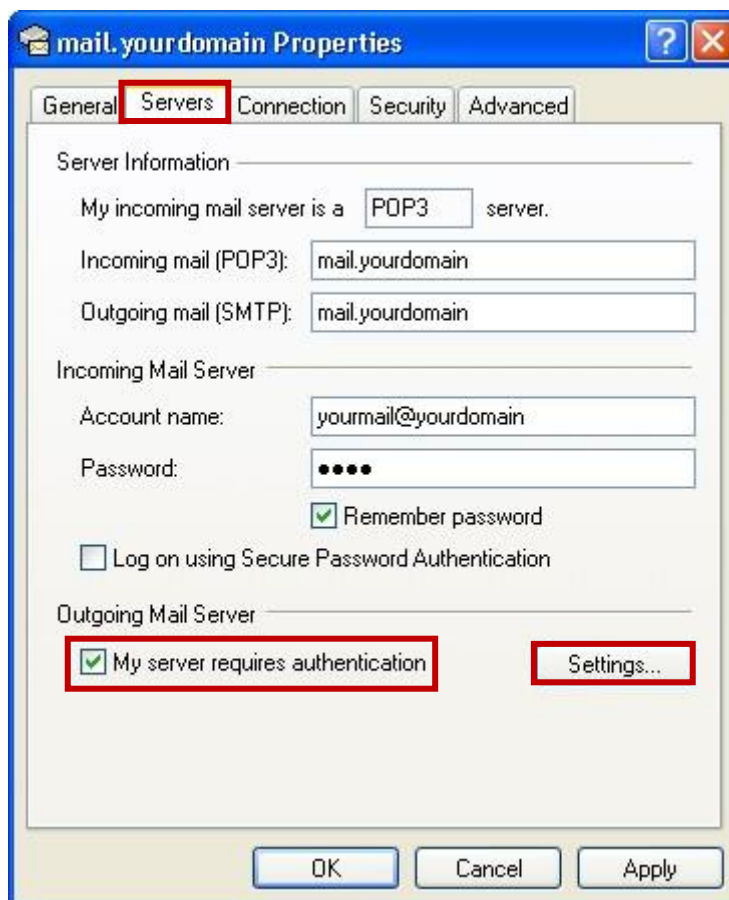 mail.yourdomain Properties
General Servers Connection Security Advanced
Server Information
My incoming mail server is a POP3 server.
Incoming mail (POP3): mail.yourdomain
Outgoing mail (SMTP): mail.yourdomain
Incoming Mail Server
Account name: yourmail@yourdomain
Password: ●●●●
Remember password
Log on using Secure Password Authentication
Outgoing Mail Server
My server requires authentication Settings...
OK Cancel Apply